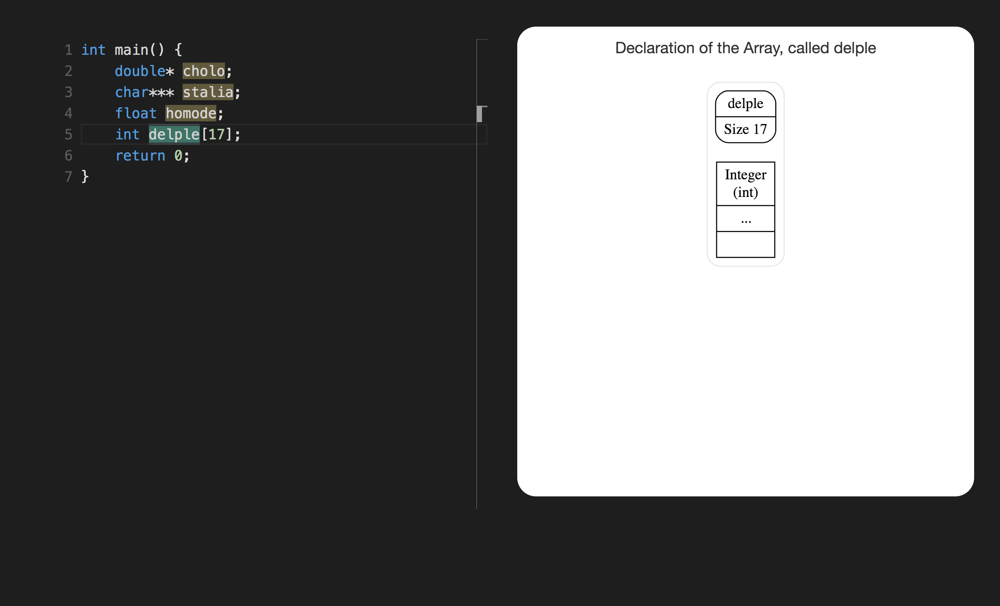 1 int main() {
2     double* cholo;
3     char*** stalia;
4     float homode;
5     int delple[17];
6     return 0;
7 }
Declaration of the Array, called delple
delple
Size 17
Integer
(int)
...